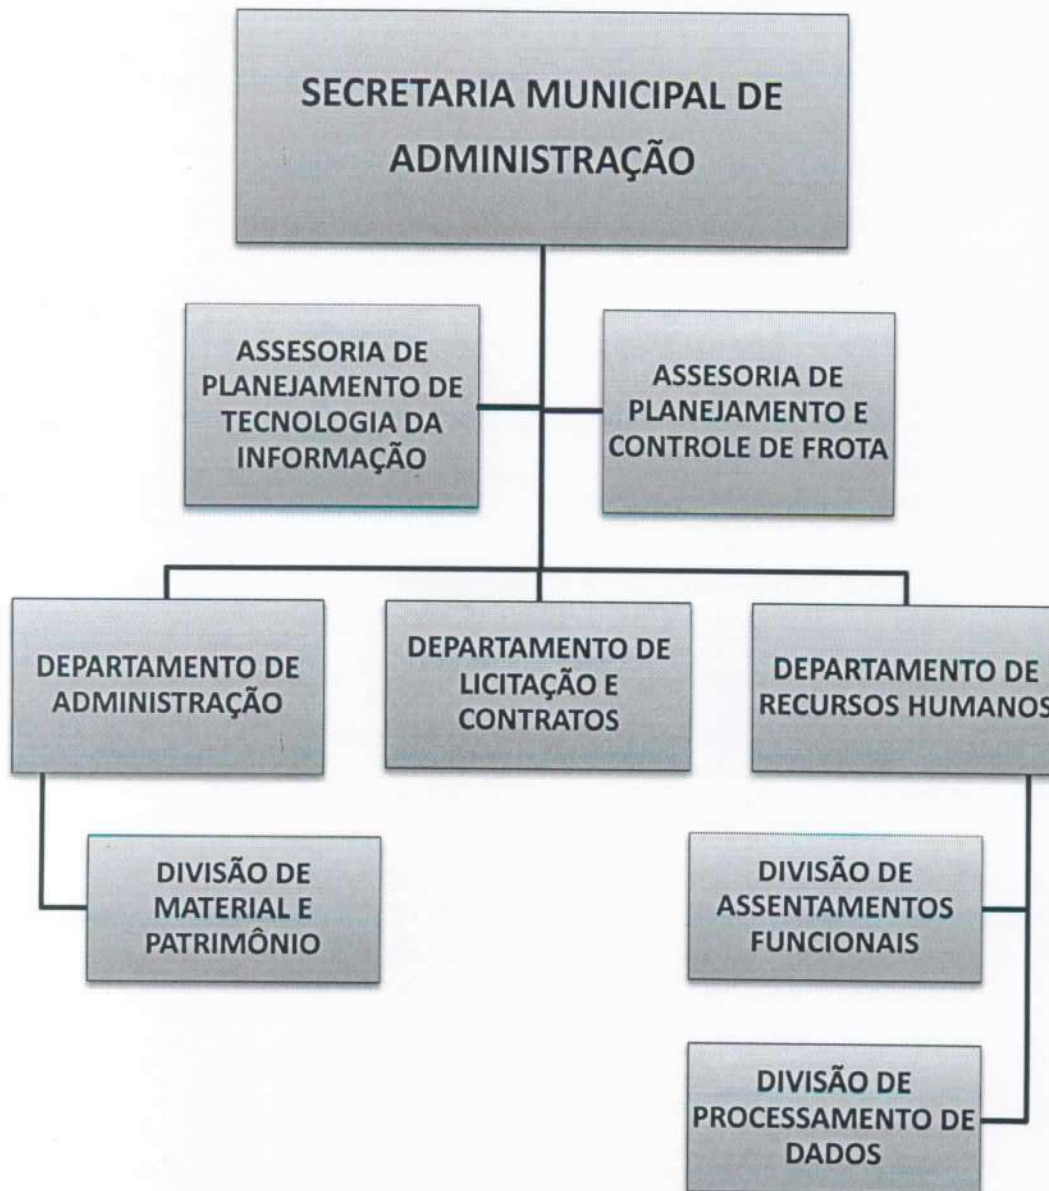 SECRETARIA MUNICIPAL DE
ADMINISTRAÇÃO
ASSESORIA DE
PLANEJAMENTO DE
TECNOLOGIA DA
INFORMAÇÃO
ASSESORIA DE
PLANEJAMENTO E
CONTROLE DE FROTA
DEPARTAMENTO DE
ADMINISTRAÇÃO
DEPARTAMENTO DE
LICITAÇÃO E
CONTRATOS
DEPARTAMENTO DE
RECURSOS HUMANOS
DIVISÃO DE
MATERIAL E
PATRIMÔNIO
DIVISÃO DE
ASSENTAMENTOS
FUNCIONAIS
DIVISÃO DE
PROCESSAMENTO DE
DADOS